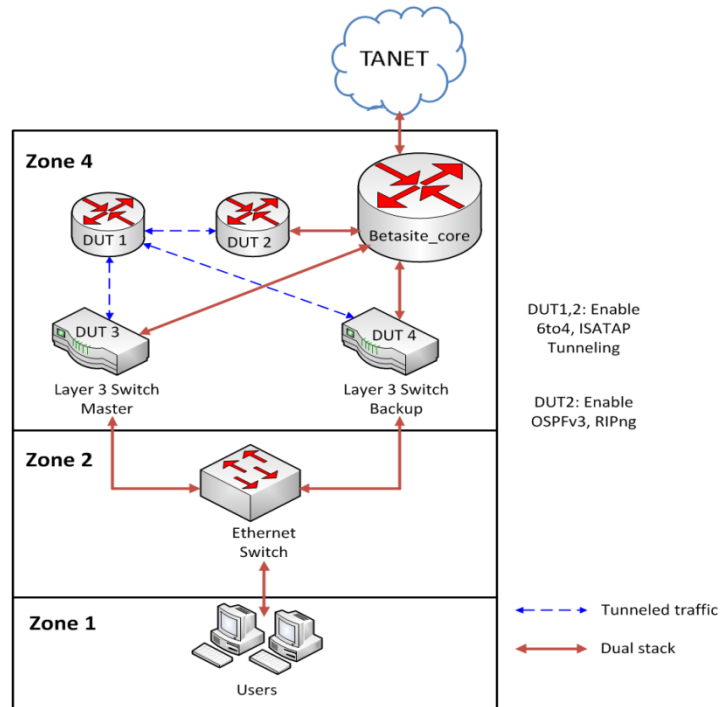 TANET
Zone 4
DUT 1
DUT 2
Betasite_core
DUT 3
DUT 4
Layer 3 Switch
Master
Layer 3 Switch
Backup
DUT1,2: Enable
6to4, ISATAP
Tunneling
DUT2: Enable
OSPFv3, RIPng
Zone 2
Ethernet
Switch
Zone 1
Users
Tunneled traffic
Dual stack